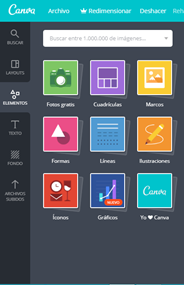 Canva Archivo Redimensionar Deshacer Reh
BUSCAR
Buscar entre 1.000.000 de imágenes...
LAYOUTS
ELEMENTOS
TEXTO
FONDO
ARCHIVOS SUBIDOS
Fotos gratis Cuadrículas Marcos
Formas Líneas Ilustraciones
NUEVO
Canva
Íconos Gráficos Yo ♥ Canva